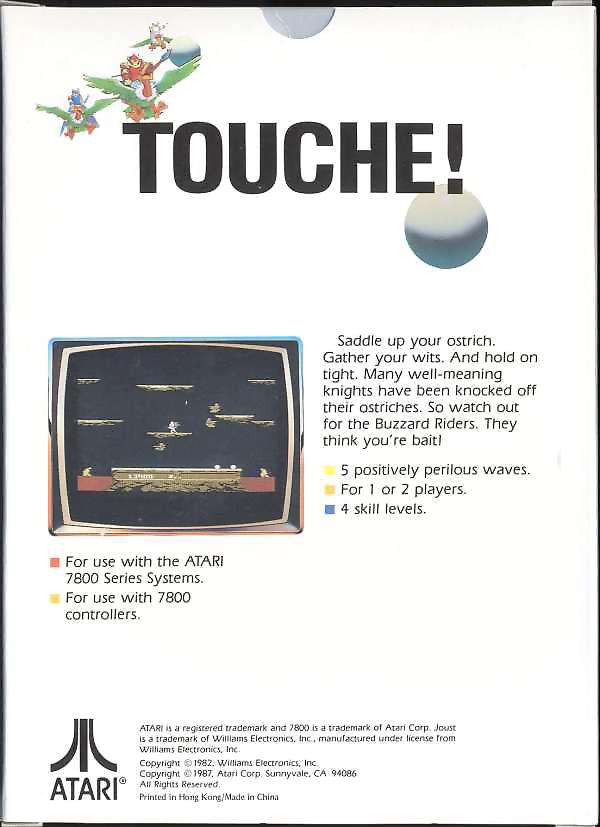 TOUCHE!
Saddle up your ostrich.
Gather your wits. And hold on
tight. Many well-meaning
knights have been knocked off
their ostriches. So watch out
for the Buzzard Riders. They
think you're bait!
5 positively perilous waves.
For 1 or 2 players.
4 skill levels.
For use with the ATARI
7800 Series Systems.
For use with 7800
controllers.
ATARI®
ATARI is a registered trademark and 7800 is a trademark of Atari Corp. Joust
is a trademark of Williams Electronics, Inc., manufactured under license from
Williams Electronics, Inc.
Copyright © 1982, Williams Electronics, Inc.
Copyright © 1987, Atari Corp. Sunnyvale, CA 94086
All Rights Reserved.
Printed in Hong Kong/Made in China